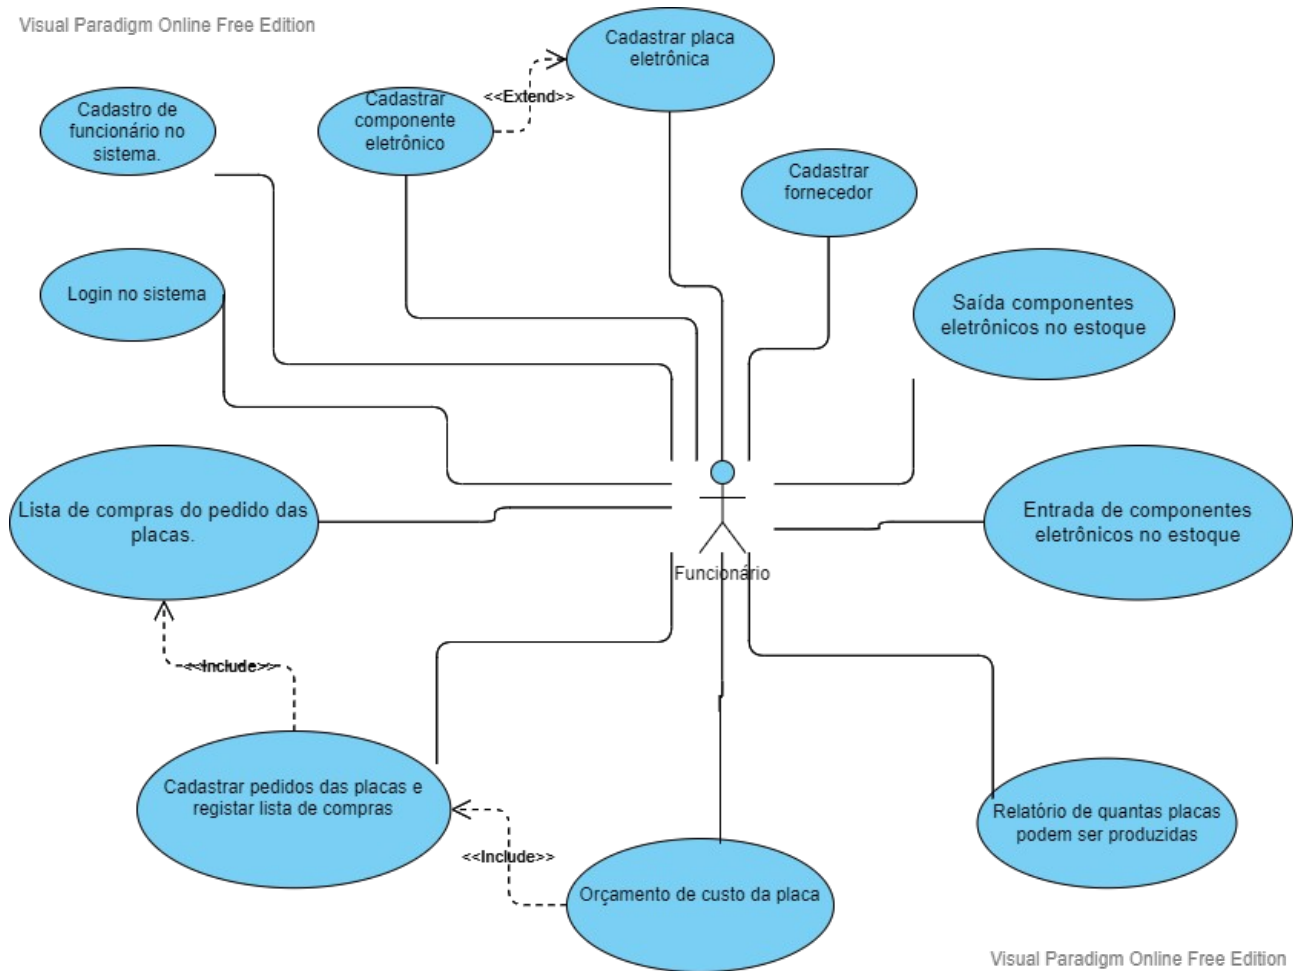 Visual Paradigm Online Free Edition
Cadastrar placa
eletrônica
<<Extend>>
Cadastrar
componente
eletrônico
Cadastro de
funcionário no
sistema.
Cadastrar
fornecedor
Login no sistema
Saída componentes
eletrônicos no estoque
Lista de compras do pedido das
placas.
Entrada de componentes
eletrônicos no estoque
Funcionário
<<Include>>
Cadastrar pedidos das placas e
registar lista de compras
Relatório de quantas placas
podem ser produzidas
<<Include>>
Orçamento de custo da placa
Visual Paradigm Online Free Edition